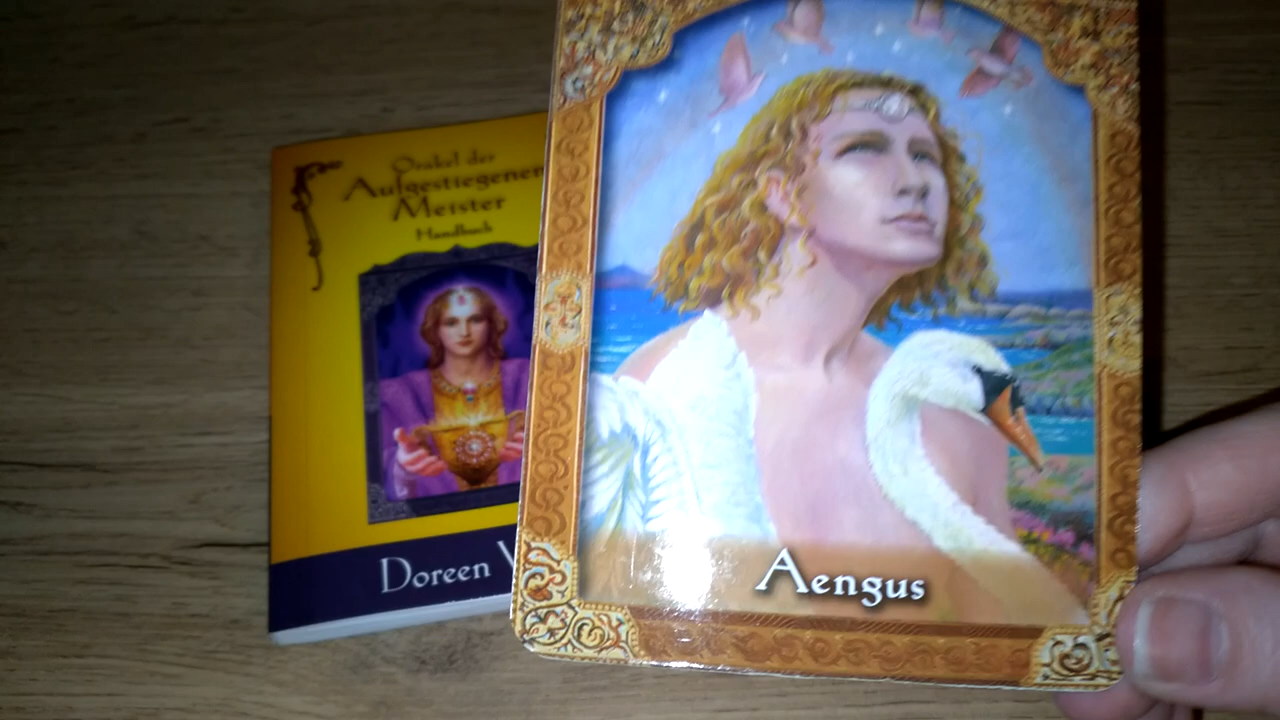 Orakel der
Aufgestiegenen
Meister
Handbuch
Doreen
Aengus